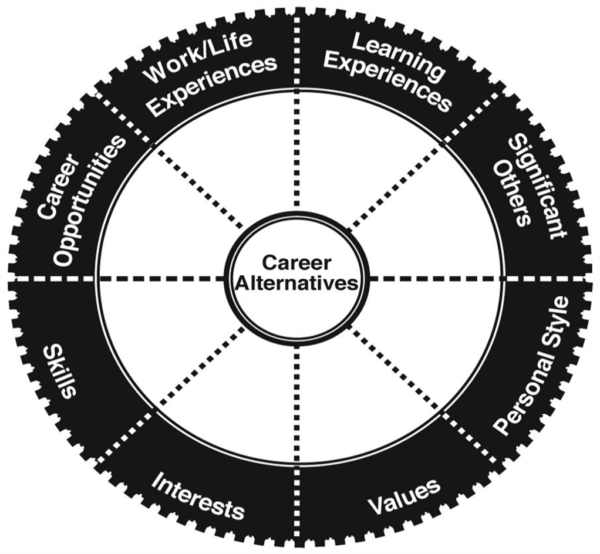 Work/Life
Experiences
Learning
Experiences
Significant
Others
Personal Style
Values
Interests
Skills
Career
Opportunities
Career
Alternatives